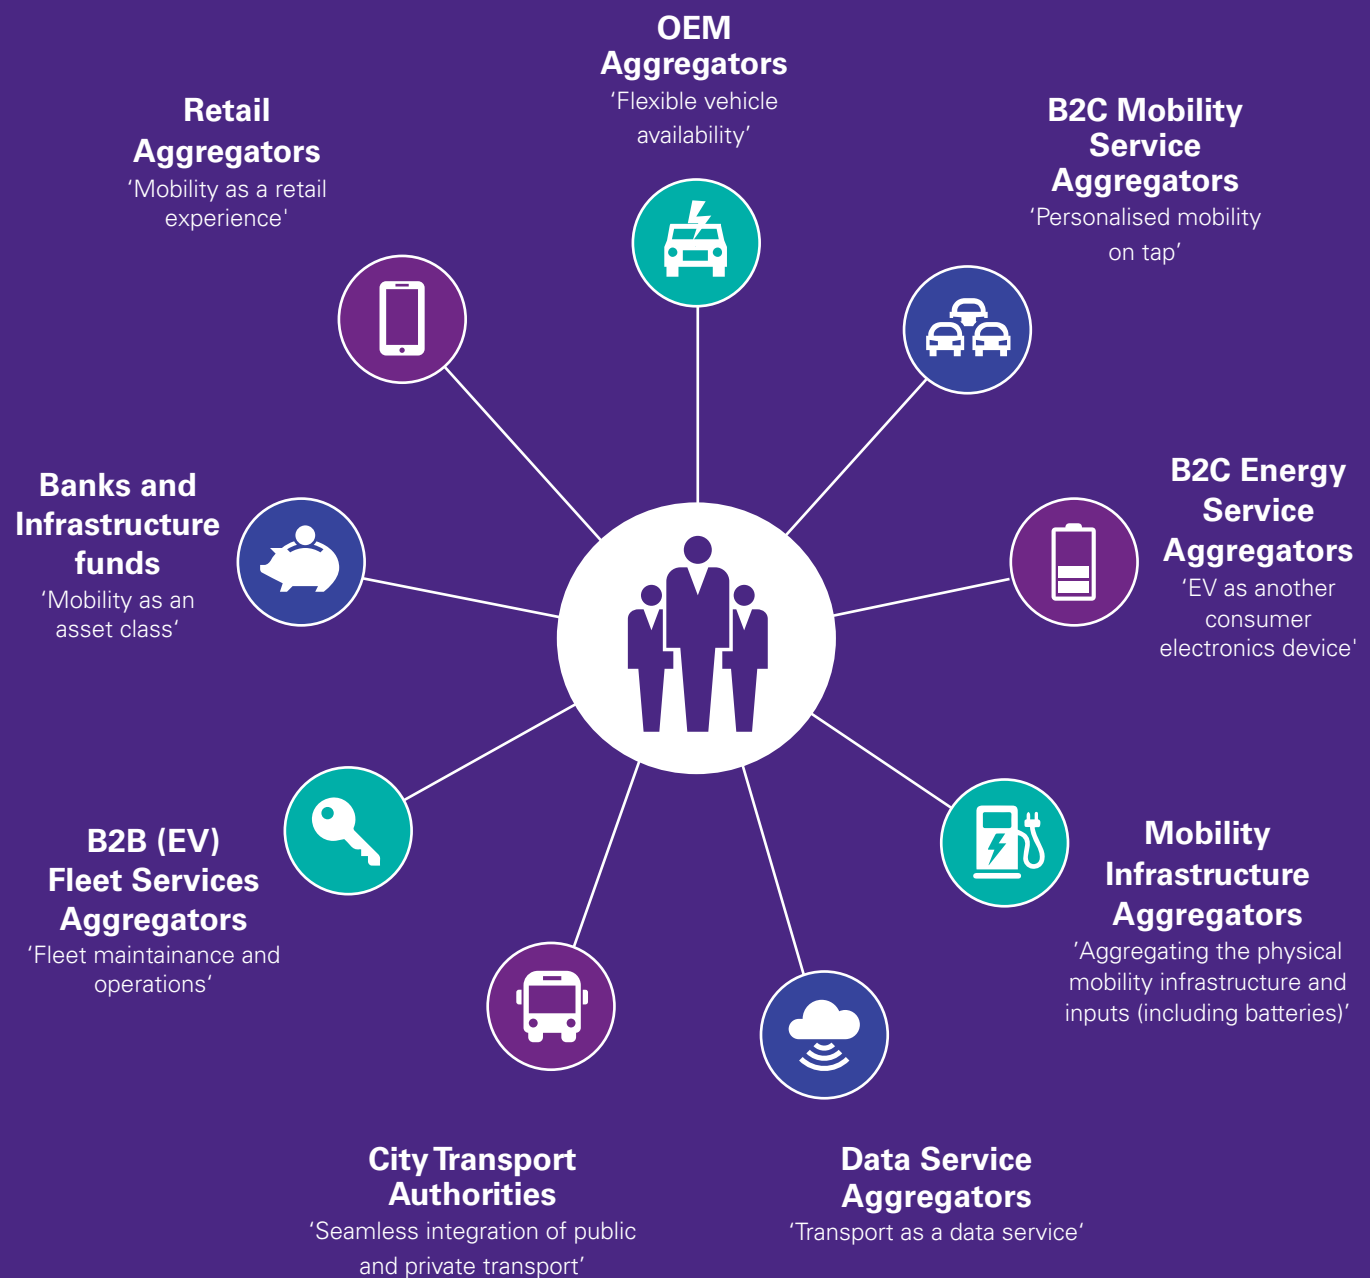 OEM
Aggregators
‘Flexible vehicle
availability’
B2C Mobility
Service
Aggregators
‘Personalised mobility
on tap’
B2C Energy
Service
Aggregators
‘EV as another
consumer
electronics device'
Mobility
Infrastructure
Aggregators
’Aggregating the physical
mobility infrastructure and
inputs (including batteries)’
Data Service
Aggregators
‘Transport as a data service‘
City Transport
Authorities
‘Seamless integration of public
and private transport’
B2B (EV)
Fleet Services
Aggregators
‘Fleet maintainance and
operations‘
Banks and
Infrastructure
funds
‘Mobility as an
asset class‘
Retail
Aggregators
‘Mobility as a retail
experience'